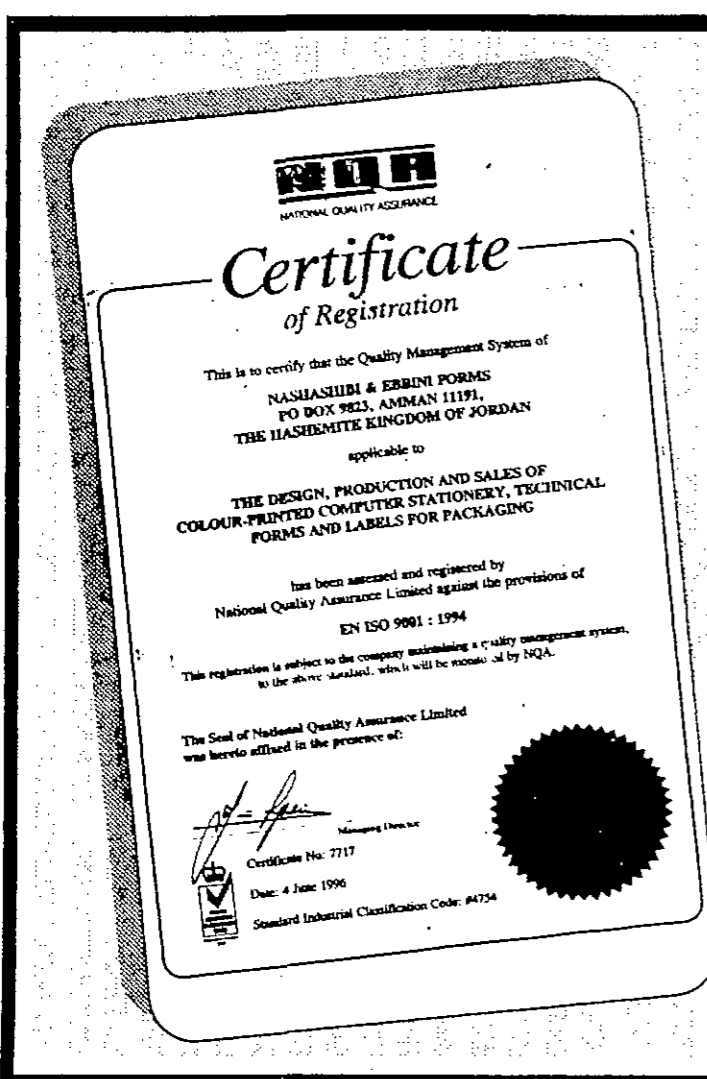 NQA
NATIONAL QUALITY ASSURANCE
Certificate
of Registration
This is to certify that the Quality Management System of
NASHASHIBI & EBBINI FORMS
PO BOX 9823, AMMAN 11191,
THE HASHEMITE KINGDOM OF JORDAN
applicable to
THE DESIGN, PRODUCTION AND SALES OF
COLOUR-PRINTED COMPUTER STATIONERY, TECHNICAL
FORMS AND LABELS FOR PACKAGING
has been assessed and registered by
National Quality Assurance Limited against the provisions of
EN ISO 9001 : 1994
This registration is subject to the company maintaining a quality management system,
to the above standard, which will be monitored by NQA.
The Seal of National Quality Assurance Limited
was hereto affixed in the presence of:
Managing Director
Certificate No: 7717
Date: 4 June 1996
Standard Industrial Classification Code: #4754